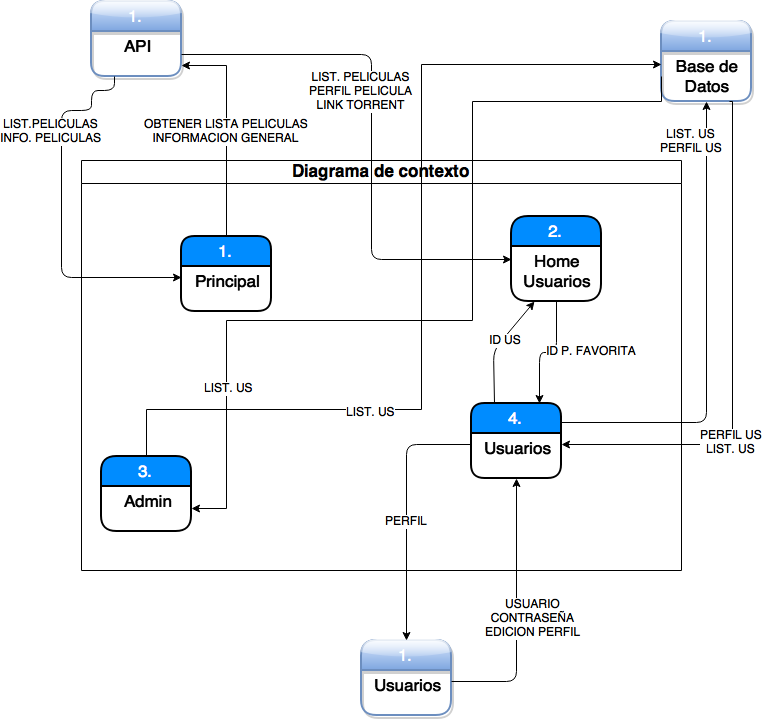 1.
API
1.
Base de
Datos
LIST. PELICULAS
PERFIL PELICULA
LINK TORRENT
LIST.PELICULAS
INFO. PELICULAS
OBTENER LISTA PELICULAS
INFORMACION GENERAL
LIST. US
PERFIL US
Diagrama de contexto
1.
Principal
2.
Home
Usuarios
ID US
ID P. FAVORITA
LIST. US
LIST. US
4.
Usuarios
PERFIL US
LIST. US
3.
Admin
PERFIL
USUARIO
CONTRASEÑA
EDICION PERFIL
1.
Usuarios